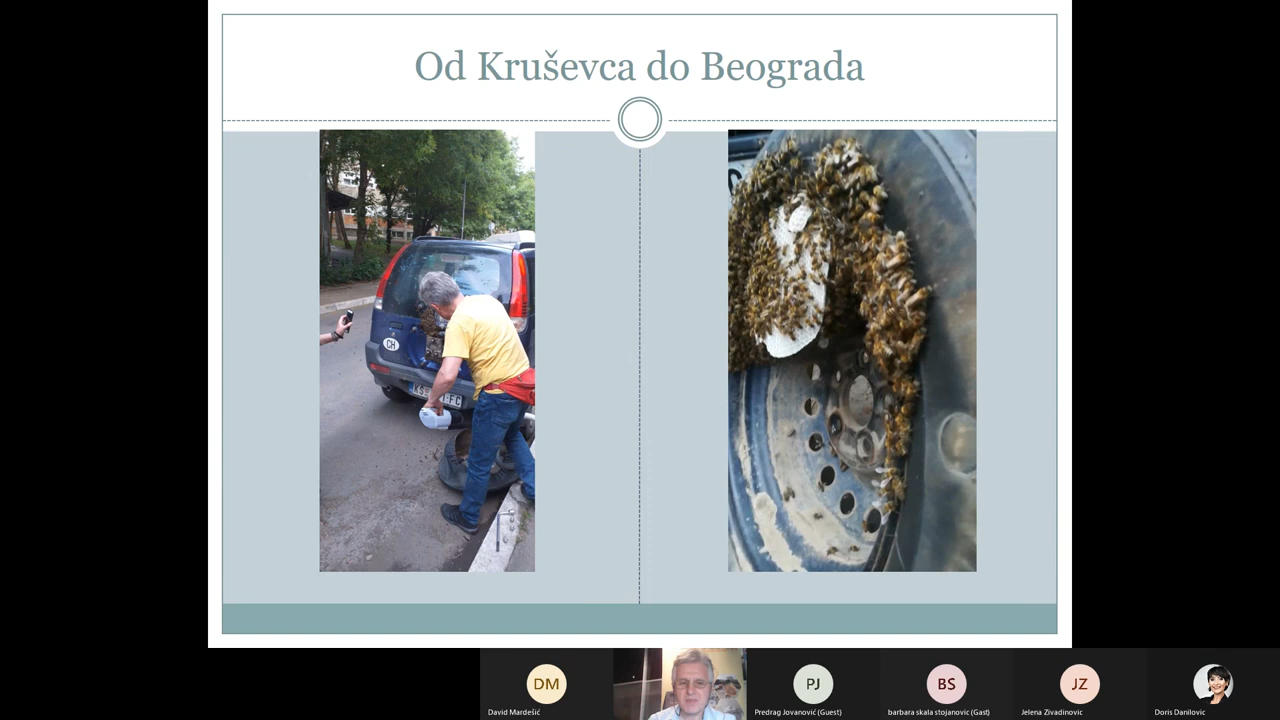 Od Kruševca do Beograda
CH
DM
David Mardešić
PJ
Predrag Jovanović (Guest)
BS
barbara skala stojanovic (Gast)
JZ
Jelena Zivadinovic
Doris Danilovic